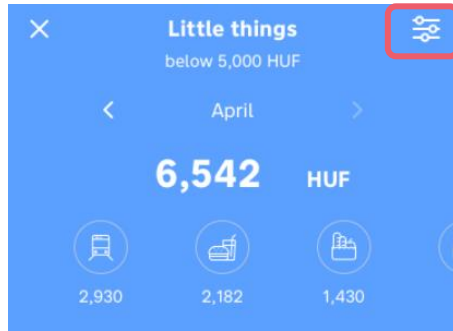 Little things
below 5,000 HUF
April
6,542 HUF
2,930 2,182 1,430